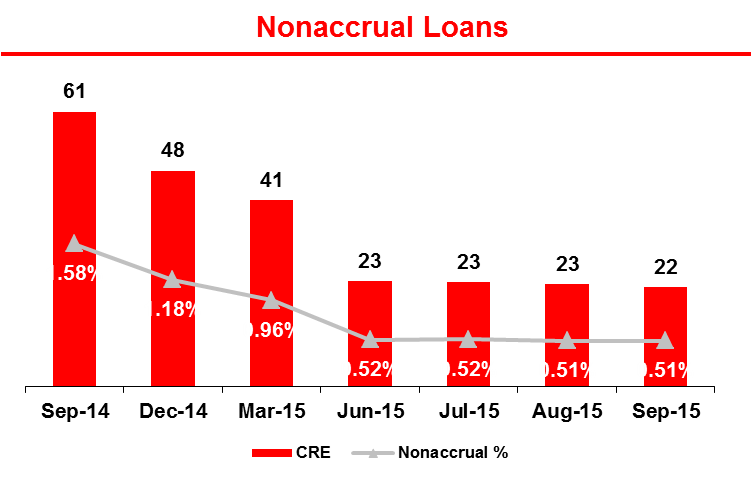 Nonaccrual Loans
61
48
41
23
23
23
22
1.58%
1.18%
0.96%
0.52%
0.52%
0.51%
0.51%
Sep-14
Dec-14
Mar-15
Jun-15
Jul-15
Aug-15
Sep-15
CRE
Nonaccrual %